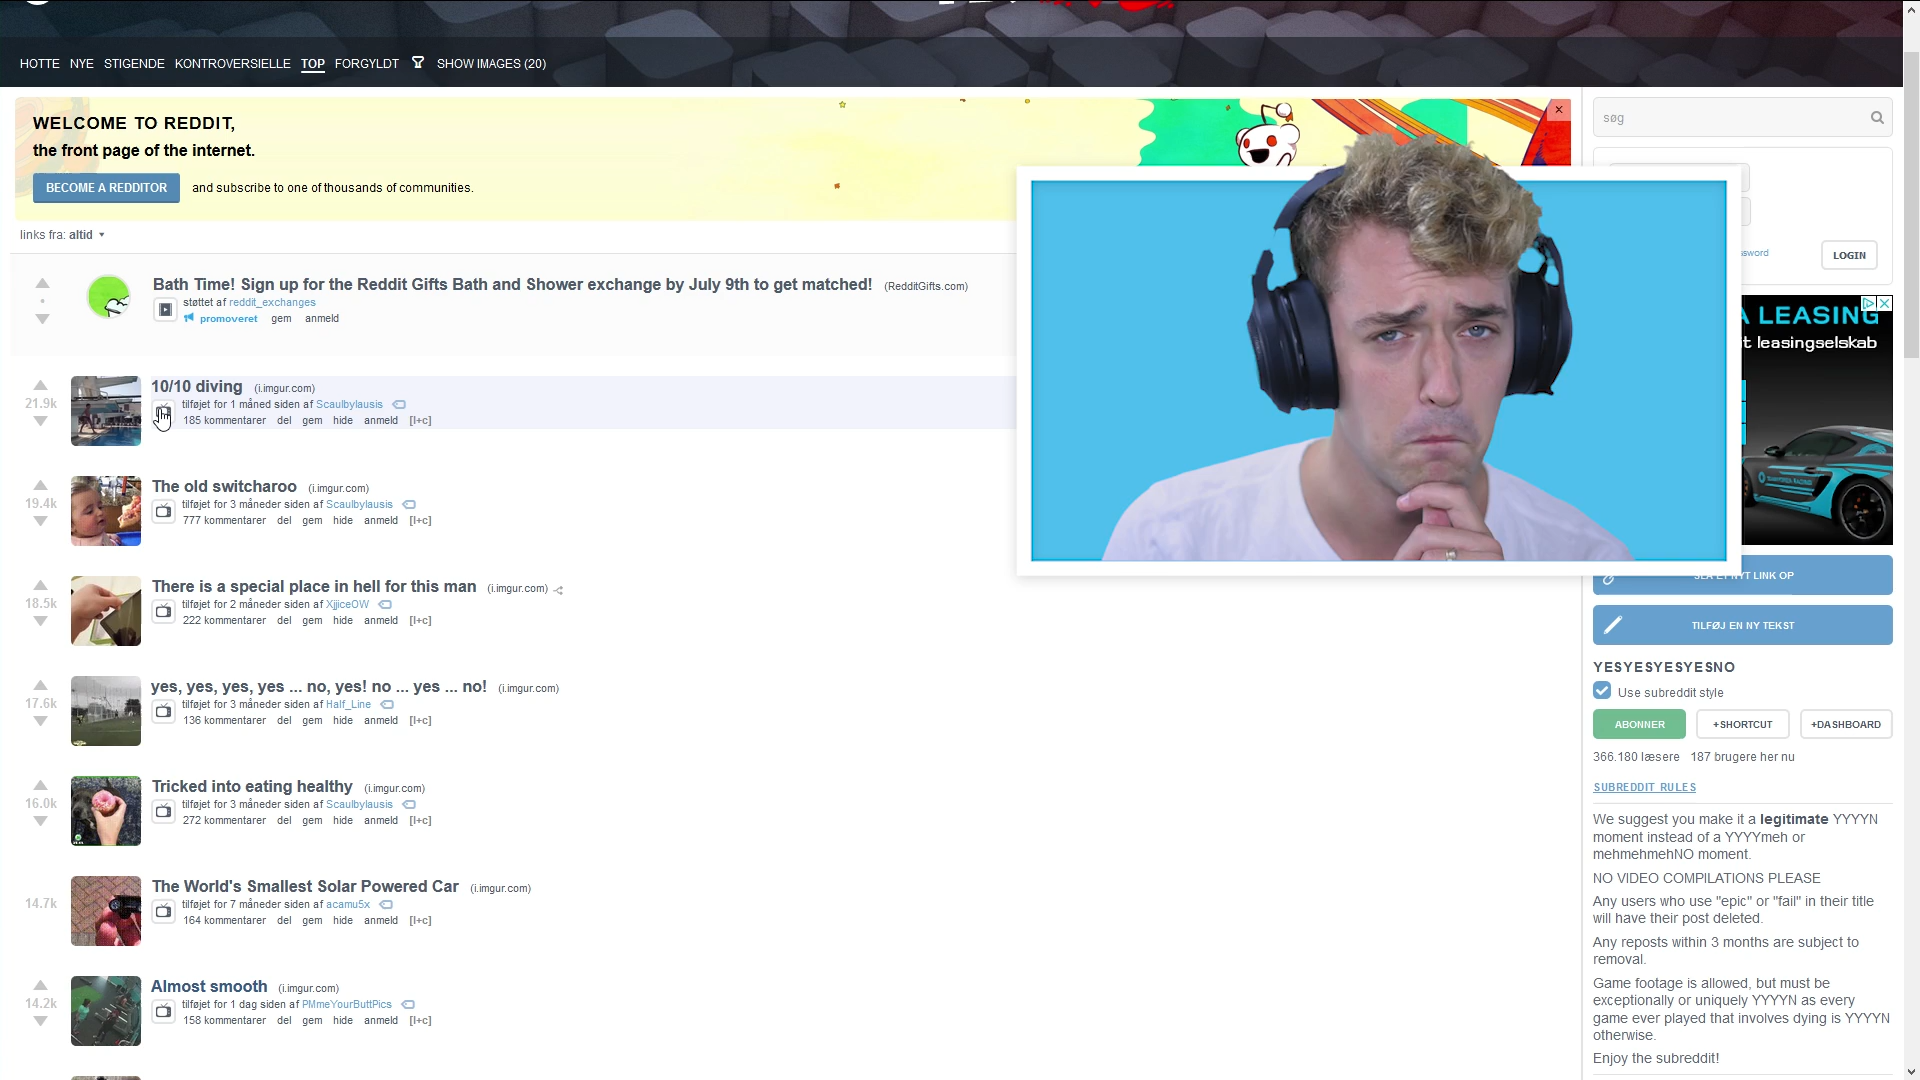 HOTTE NYE STIGENDE KONTROVERSIELLE TOP FORGYLDT SHOW IMAGES (20)
WELCOME TO REDDIT,
the front page of the internet.
BECOME A REDDITOR and subscribe to one of thousands of communities.
links fra: altid
Bath Time! Sign up for the Reddit Gifts Bath and Shower exchange by July 9th to get matched! (RedditGifts.com)
støttet af reddit_exchanges
promoveret gem anmeld
10/10 diving (i.imgur.com)
21.9k tilføjet for 1 måned siden af Scaulbylausis
185 kommentarer del gem hide anmeld [l+c]
The old switcharoo (i.imgur.com)
19.4k tilføjet for 3 måneder siden af Scaulbylausis
777 kommentarer del gem hide anmeld [l+c]
There is a special place in hell for this man (i.imgur.com)
18.5k tilføjet for 2 måneder siden af XjjiceOW
222 kommentarer del gem hide anmeld [l+c]
yes, yes, yes, yes ... no, yes! no ... yes ... no! (i.imgur.com)
17.6k tilføjet for 3 måneder siden af Half_Line
136 kommentarer del gem hide anmeld [l+c]
Tricked into eating healthy (i.imgur.com)
16.0k tilføjet for 3 måneder siden af Scaulbylausis
272 kommentarer del gem hide anmeld [l+c]
The World's Smallest Solar Powered Car (i.imgur.com)
14.7k tilføjet for 7 måneder siden af acamu5x
164 kommentarer del gem hide anmeld [l+c]
Almost smooth (i.imgur.com)
14.2k tilføjet for 1 dag siden af PMmeYourButtPics
158 kommentarer del gem hide anmeld [l+c]
søg
LOGIN
A LEASING
t leasingselskab
NYT LINK OP
TILFØJ EN NY TEKST
YESYESYESYESNO
Use subreddit style
ABONNER +SHORTCUT +DASHBOARD
366.180 læsere 187 brugere her nu
SUBREDDIT RULES
We suggest you make it a legitimate YYYYN
moment instead of a YYYYmeh or
mehmehmehNO moment.
NO VIDEO COMPILATIONS PLEASE
Any users who use "epic" or "fail" in their title
will have their post deleted.
Any reposts within 3 months are subject to
removal.
Game footage is allowed, but must be
exceptionally or uniquely YYYYN as every
game ever played that involves dying is YYYYN
otherwise.
Enjoy the subreddit!